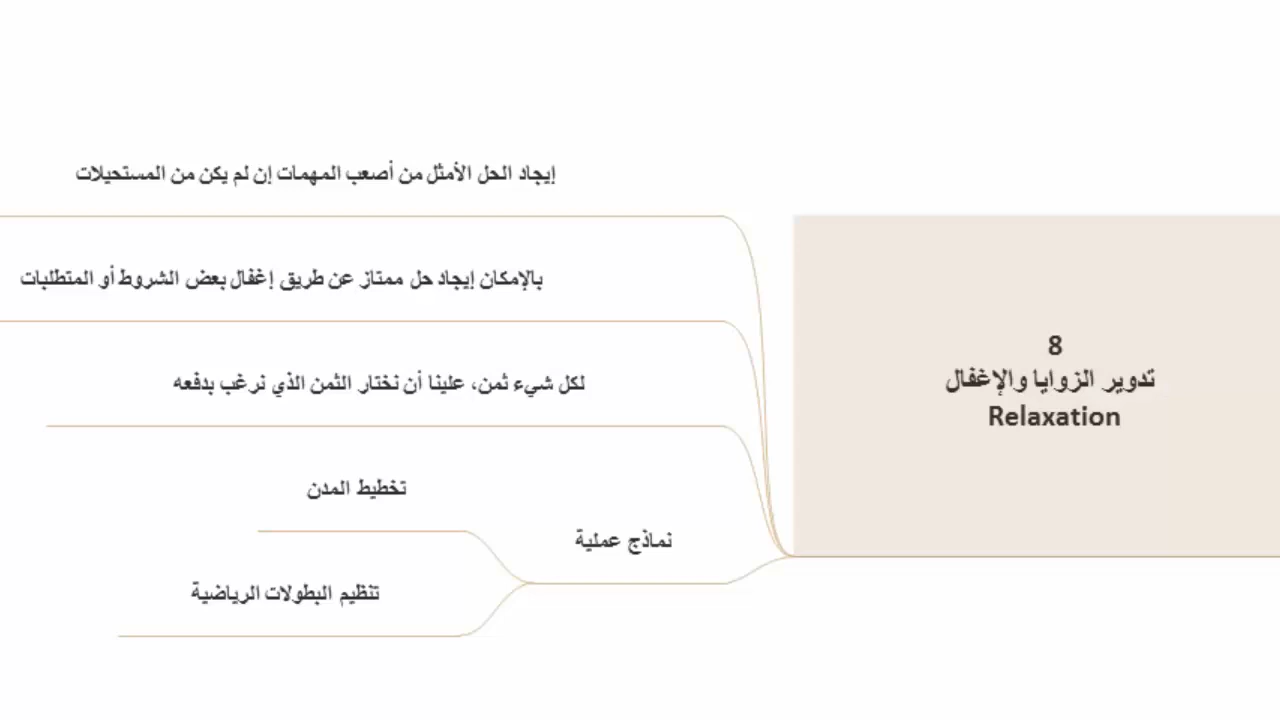 8
تدوير الزوايا والإغفال
Relaxation
إيجاد الحل الأمثل من أصعب المهمات إن لم يكن من المستحيلات
بالإمكان إيجاد حل ممتاز عن طريق إغفال بعض الشروط أو المتطلبات
لكل شيء ثمن، علينا أن نختار الثمن الذي نرغب بدفعه
نماذج عملية
تخطيط المدن
تنظيم البطولات الرياضية